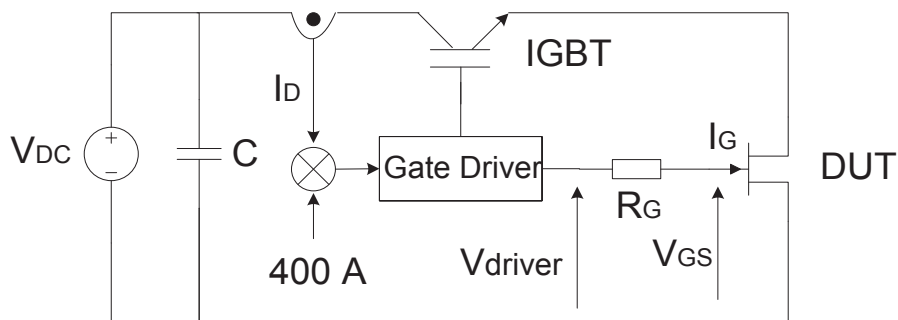 IGBT
ID
VDC
+
−
C
Gate Driver
IG
DUT
RG
400 A
Vdriver
VGS